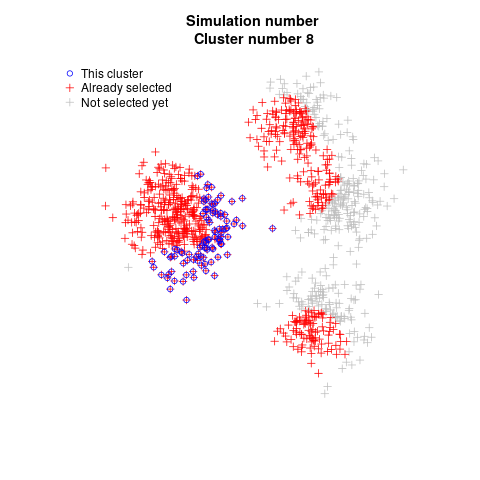 Simulation number
Cluster number 8
This cluster
Already selected
Not selected yet